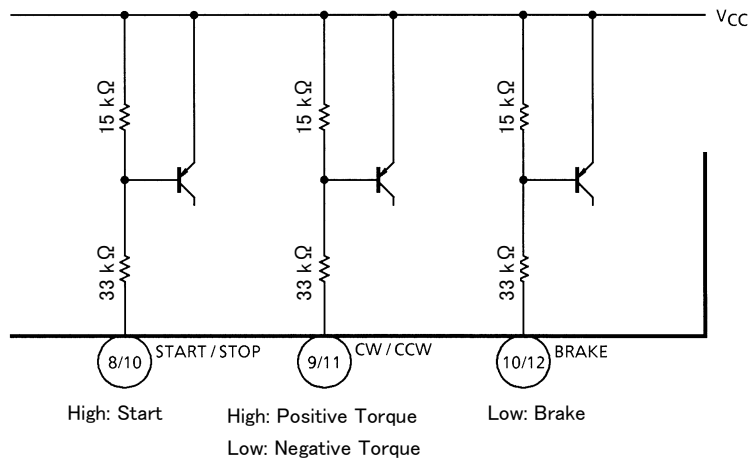 VCC
15 kΩ
15 kΩ
15 kΩ
33 kΩ
33 kΩ
33 kΩ
8/10
START / STOP
9/11
CW / CCW
10/12
BRAKE
High: Start
High: Positive Torque
Low: Negative Torque
Low: Brake